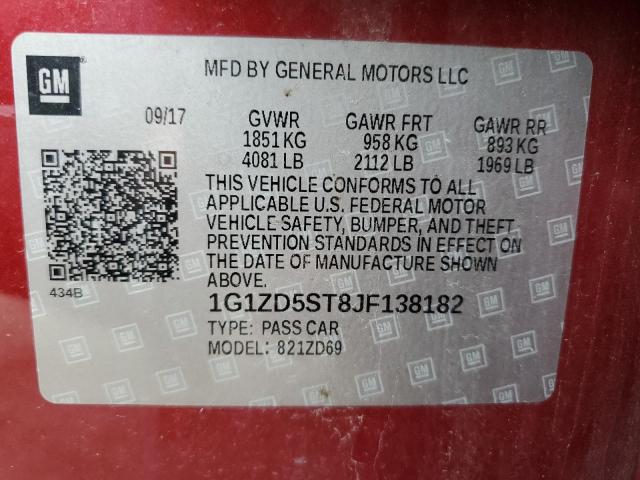 GM
MFD BY GENERAL MOTORS LLC
09/17
GVWR GAWR FRT GAWR RR
1851 KG 958 KG 893 KG
4081 LB 2112 LB 1969 LB
THIS VEHICLE CONFORMS TO ALL
APPLICABLE U.S. FEDERAL MOTOR
VEHICLE SAFETY, BUMPER, AND THEFT
PREVENTION STANDARDS IN EFFECT ON
THE DATE OF MANUFACTURE SHOWN
ABOVE.
434B
1G1ZD5ST8JF138182
TYPE: PASS CAR
MODEL: 821ZD69